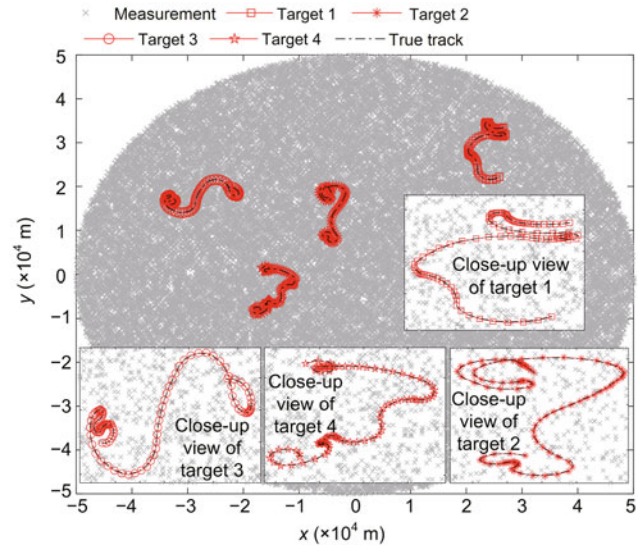 Measurement Target 1 Target 2
Target 3 Target 4 True track
5
4
3
2
1
0
−1
−2
−3
−4
−5
y (×10⁴ m)
Close-up view
of target 1
Close-up
view of
target 3
Close-up
view of
target 4
Close-up
view of
target 2
−5 −4 −3 −2 −1 0 1 2 3 4 5
x (×10⁴ m)